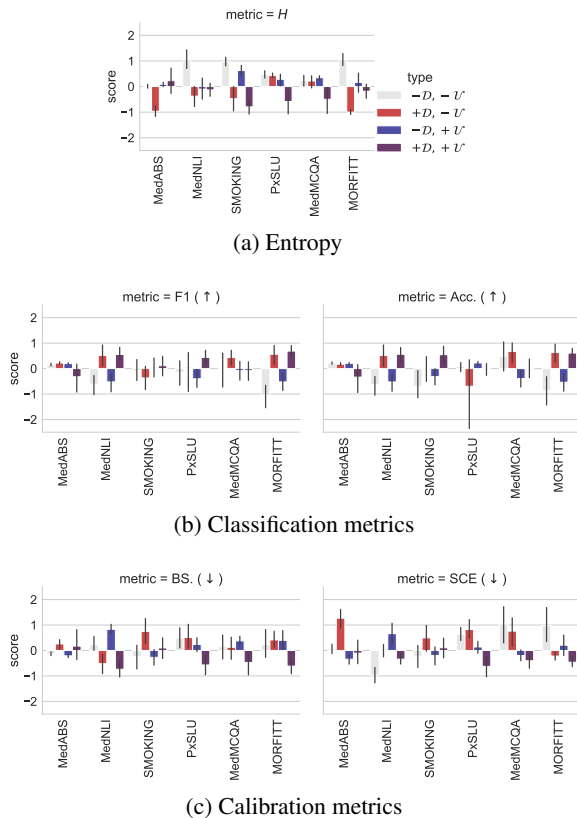 metric = H
score
2
1
0
−1
−2
MedABS
MedNLI
SMOKING
PxSLU
MedMCQA
MORFITT
type
−𝒟, −𝒰
+𝒟, −𝒰
−𝒟, +𝒰
+𝒟, +𝒰
(a) Entropy
metric = F1 (↑)
metric = Acc. (↑)
score
2
1
0
−1
−2
MedABS
MedNLI
SMOKING
PxSLU
MedMCQA
MORFITT
MedABS
MedNLI
SMOKING
PxSLU
MedMCQA
MORFITT
(b) Classification metrics
metric = BS. (↓)
metric = SCE (↓)
score
2
1
0
−1
−2
MedABS
MedNLI
SMOKING
PxSLU
MedMCQA
MORFITT
MedABS
MedNLI
SMOKING
PxSLU
MedMCQA
MORFITT
(c) Calibration metrics